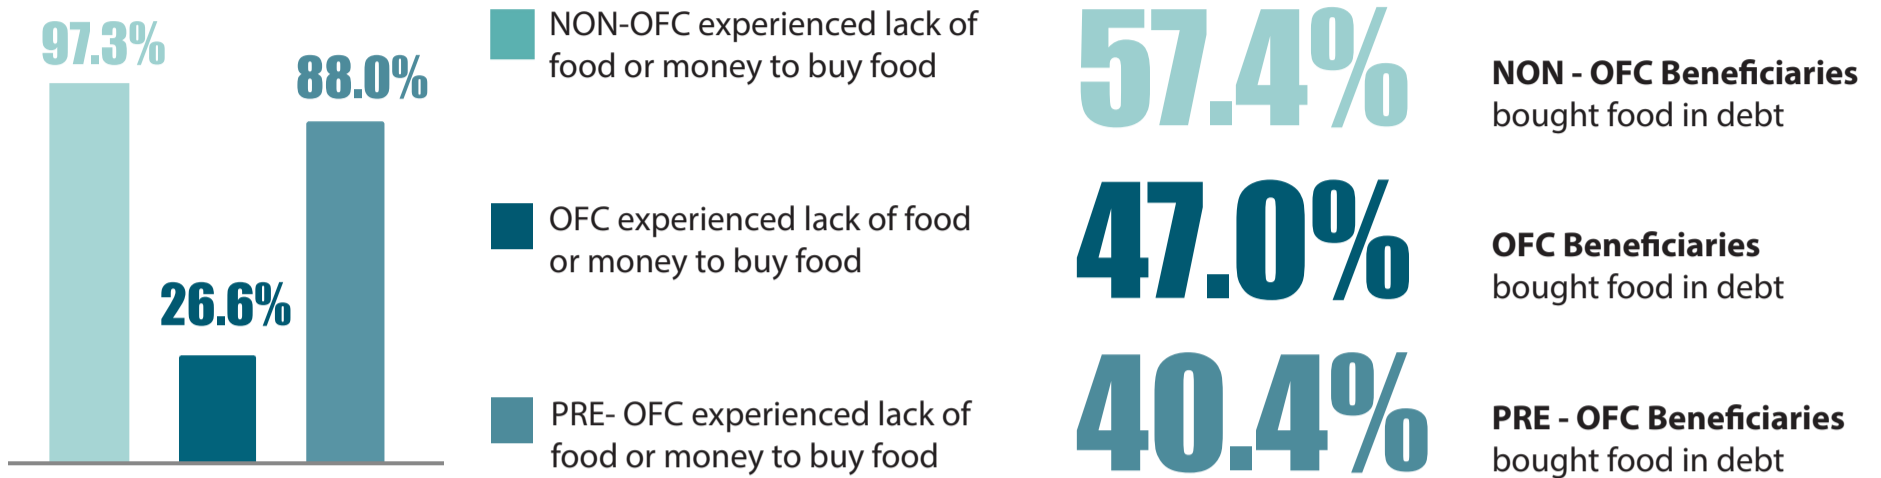 97.3%
26.6%
88.0%
NON-OFC experienced lack of
food or money to buy food
OFC experienced lack of food
or money to buy food
PRE- OFC experienced lack of
food or money to buy food
57.4%
NON - OFC Beneficiaries
bought food in debt
47.0%
OFC Beneficiaries
bought food in debt
40.4%
PRE - OFC Beneficiaries
bought food in debt